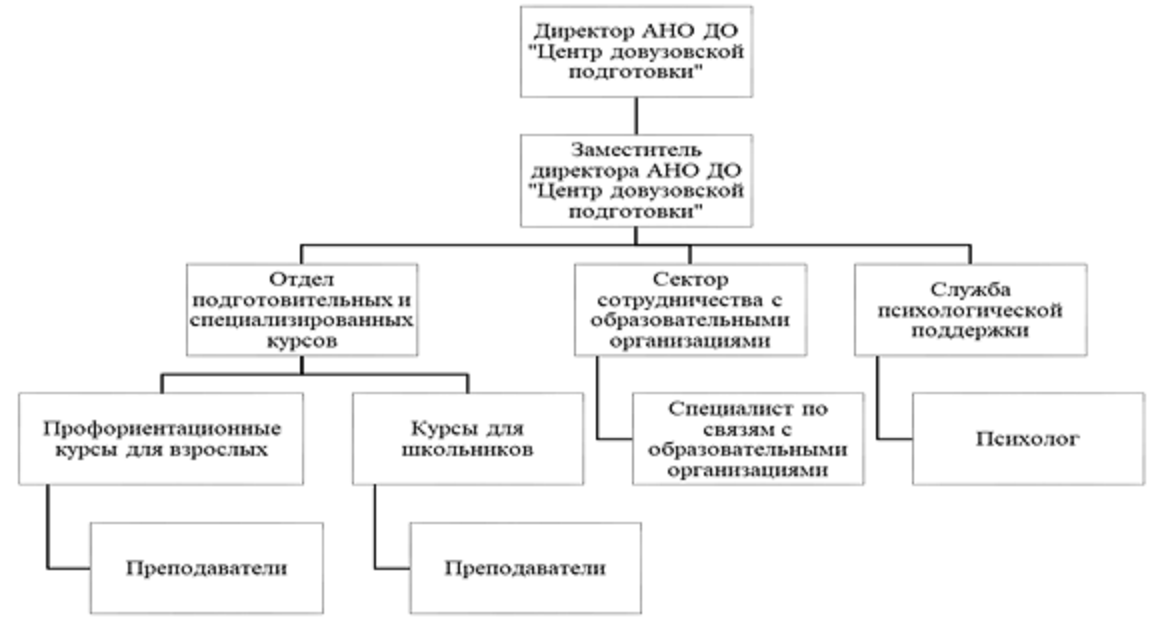 Директор АНО ДО
"Центр довузовской
подготовки"
Заместитель
директора АНО ДО
"Центр довузовской
подготовки"
Отдел
подготовительных и
специализированных
курсов
Сектор
сотрудничества с
образовательными
организациями
Служба
психологической
поддержки
Профориентационные
курсы для взрослых
Курсы для
школьников
Специалист по
связям с
образовательными
организациями
Психолог
Преподаватели
Преподаватели